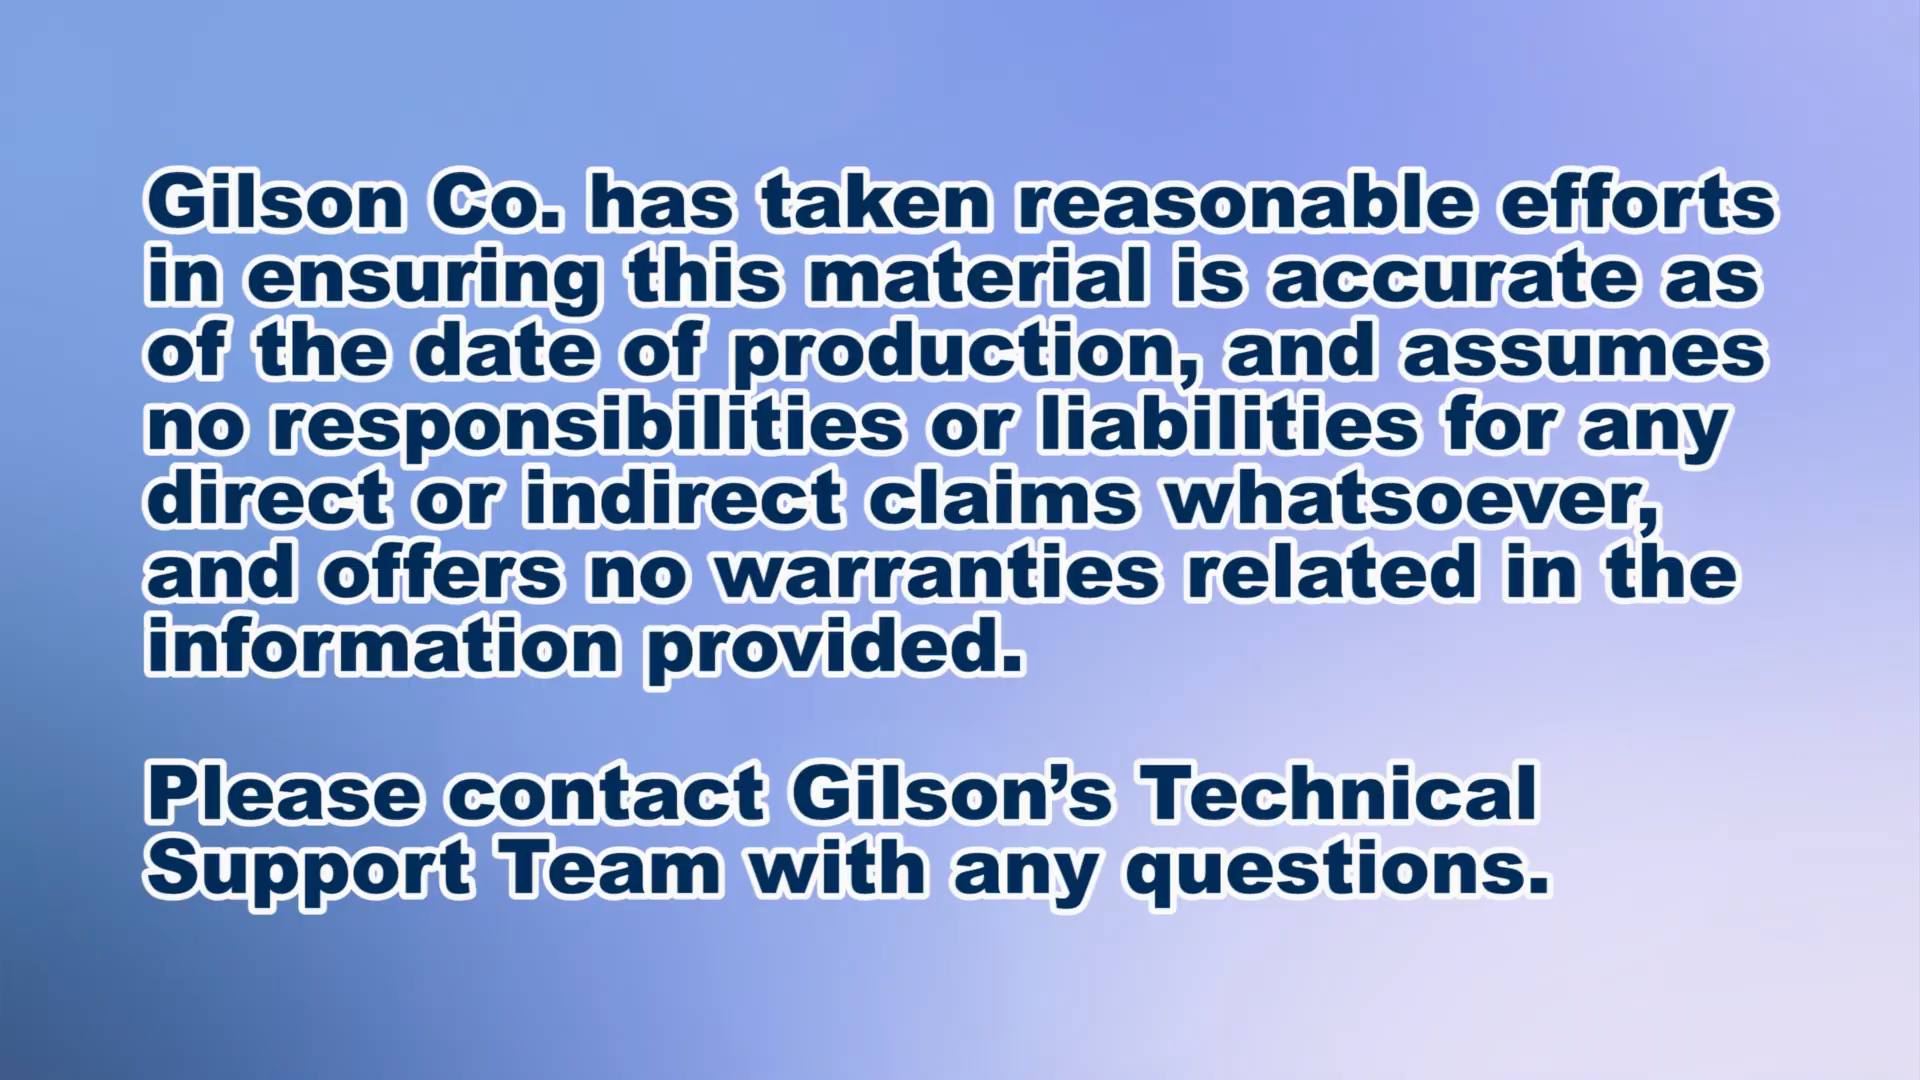 Gilson Co. has taken reasonable efforts
in ensuring this material is accurate as
of the date of production, and assumes
no responsibilities or liabilities for any
direct or indirect claims whatsoever,
and offers no warranties related in the
information provided.
Please contact Gilson’s Technical
Support Team with any questions.